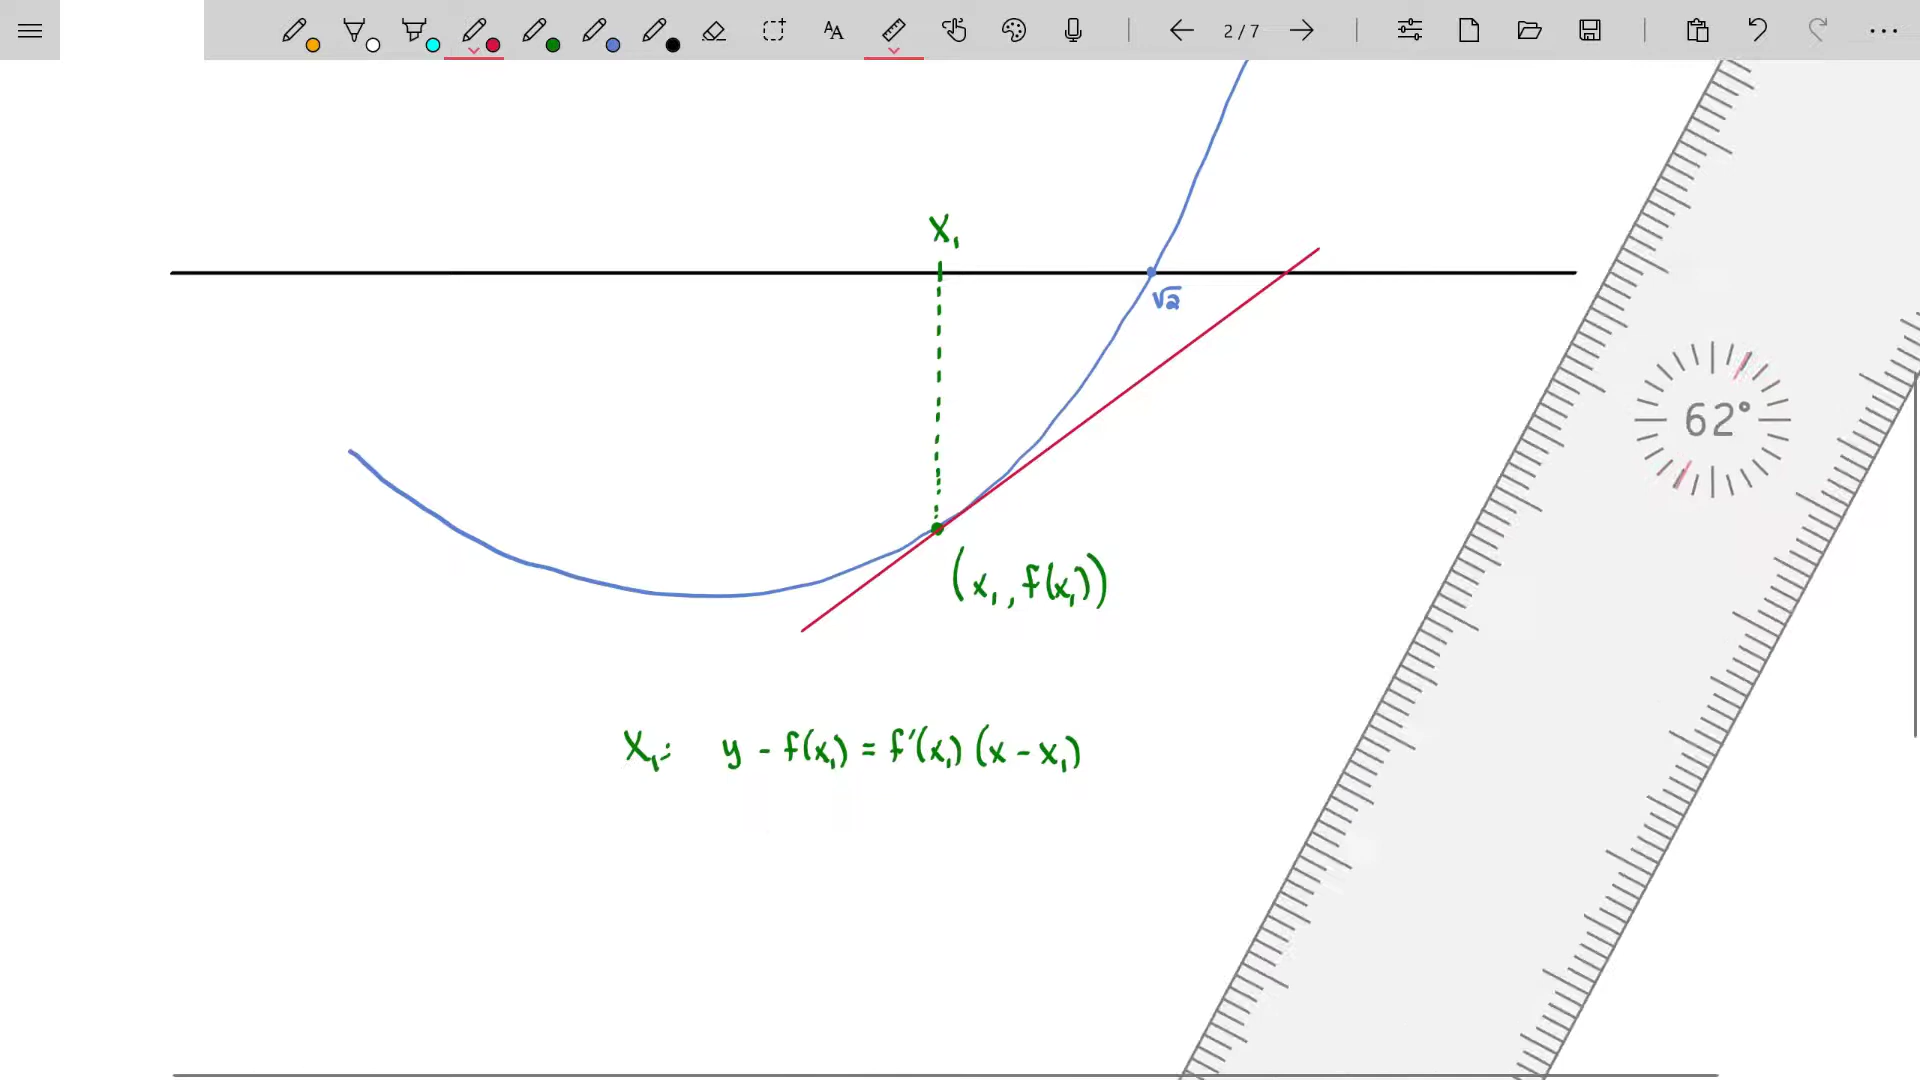 2 / 7
X₁
√2
62°
(x₁, f(x₁))
X₁: y - f(x₁) = f'(x₁) (x - x₁)